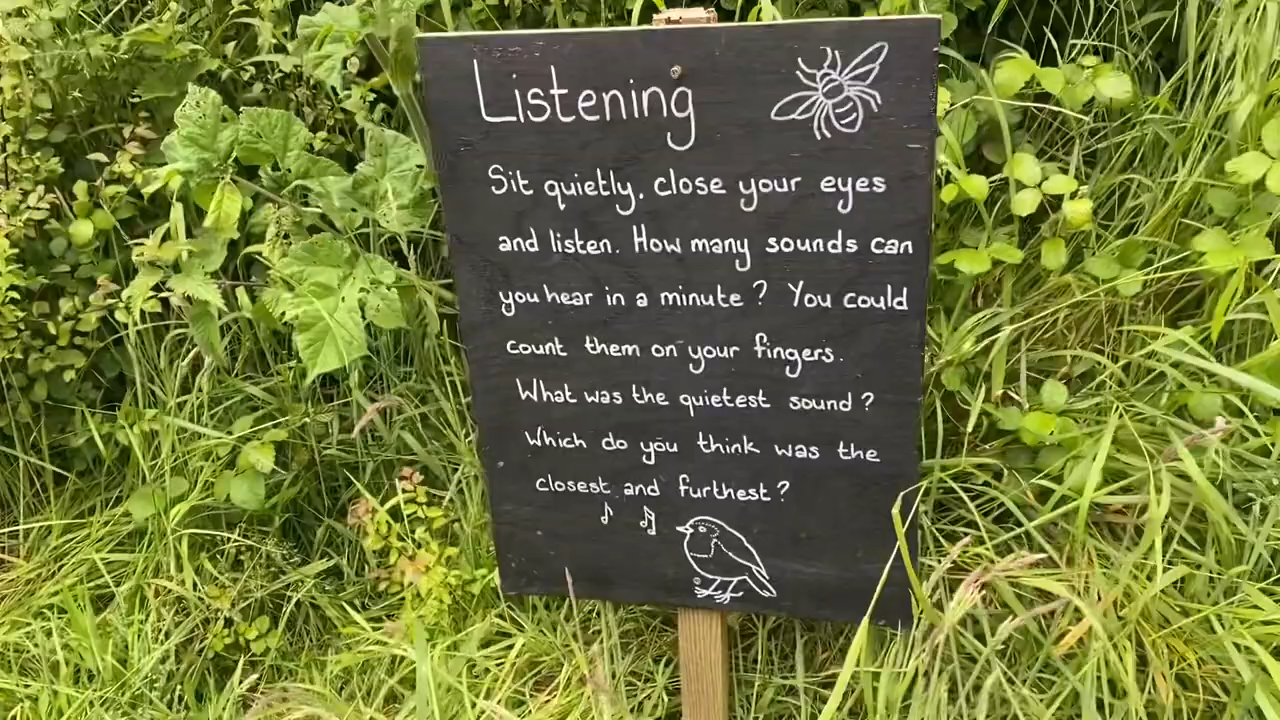 Listening
Sit quietly, close your eyes
and listen. How many sounds can
you hear in a minute? You could
count them on your fingers.
What was the quietest sound?
Which do you think was the
closest and furthest?